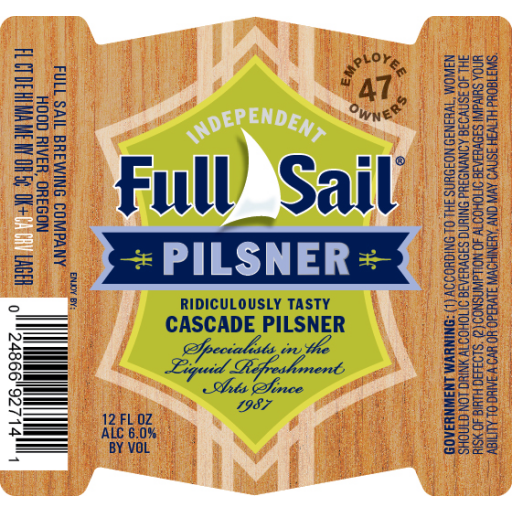 EMPLOYEE
47
OWNERS
INDEPENDENT
Full Sail®
PILSNER
RIDICULOUSLY TASTY
CASCADE PILSNER
Specialists in the
Liquid Refreshment
Arts Since
1987
12 FL OZ
ALC 6.0%
BY VOL
FULL SAIL BREWING COMPANY
HOOD RIVER, OREGON
ENJOY BY:
LAGER
0 24866 92714 1
GOVERNMENT WARNING: (1) ACCORDING TO THE SURGEON GENERAL, WOMEN
SHOULD NOT DRINK ALCOHOLIC BEVERAGES DURING PREGNANCY BECAUSE OF THE
RISK OF BIRTH DEFECTS. (2) CONSUMPTION OF ALCOHOLIC BEVERAGES IMPAIRS YOUR
ABILITY TO DRIVE A CAR OR OPERATE MACHINERY, AND MAY CAUSE HEALTH PROBLEMS.